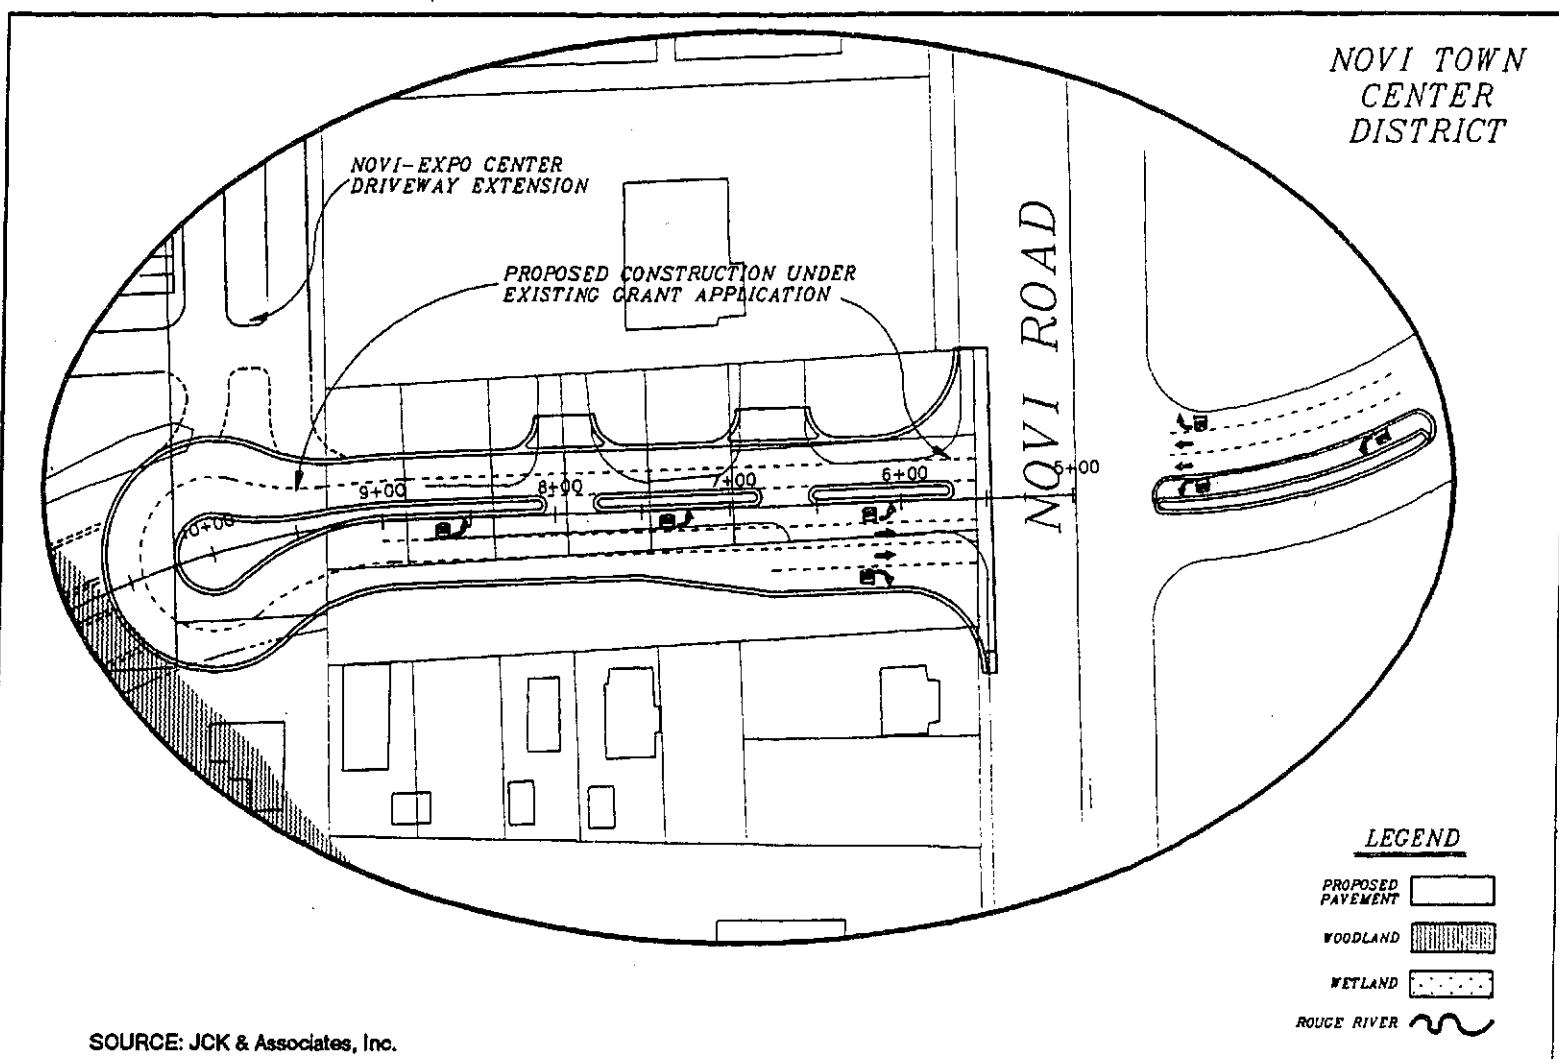 NOVI TOWN
CENTER
DISTRICT
NOVI-EXPO CENTER
DRIVEWAY EXTENSION
PROPOSED CONSTRUCTION UNDER
EXISTING GRANT APPLICATION
NOVI ROAD
10+00
9+00
8+00
7+00
6+00
5+00
LEGEND
PROPOSED
PAVEMENT
WOODLAND
WETLAND
ROUGE RIVER
SOURCE: JCK & Associates, Inc.